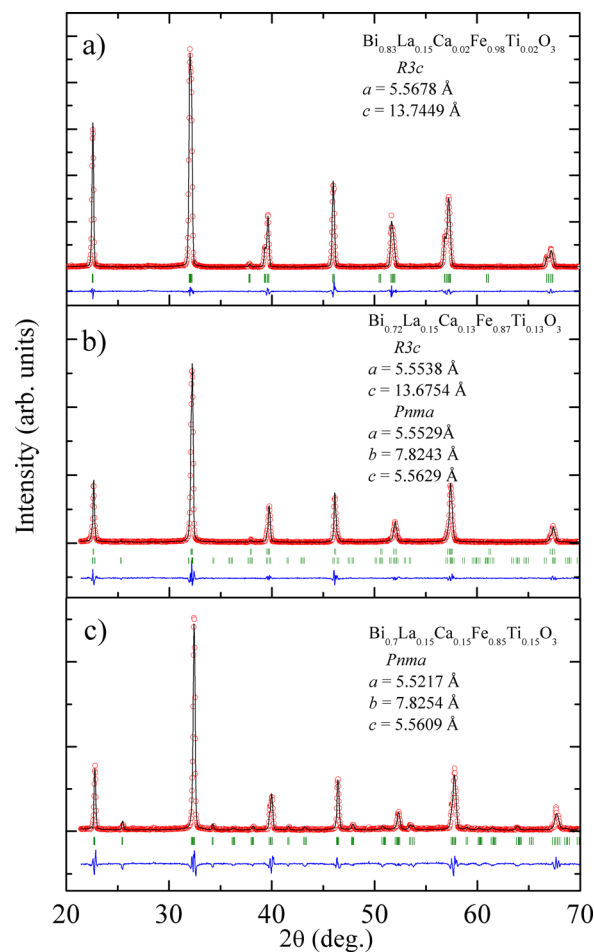 a)
Bi0.83La0.15Ca0.02Fe0.98Ti0.02O3
R3c
a = 5.5678 Å
c = 13.7449 Å
b)
Bi0.72La0.15Ca0.13Fe0.87Ti0.13O3
R3c
a = 5.5538 Å
c = 13.6754 Å
Pnma
a = 5.5529Å
b = 7.8243 Å
c = 5.5629 Å
c)
Bi0.7La0.15Ca0.15Fe0.85Ti0.15O3
Pnma
a = 5.5217 Å
b = 7.8254 Å
c = 5.5609 Å
Intensity (arb. units)
20 30 40 50 60 70
2θ (deg.)